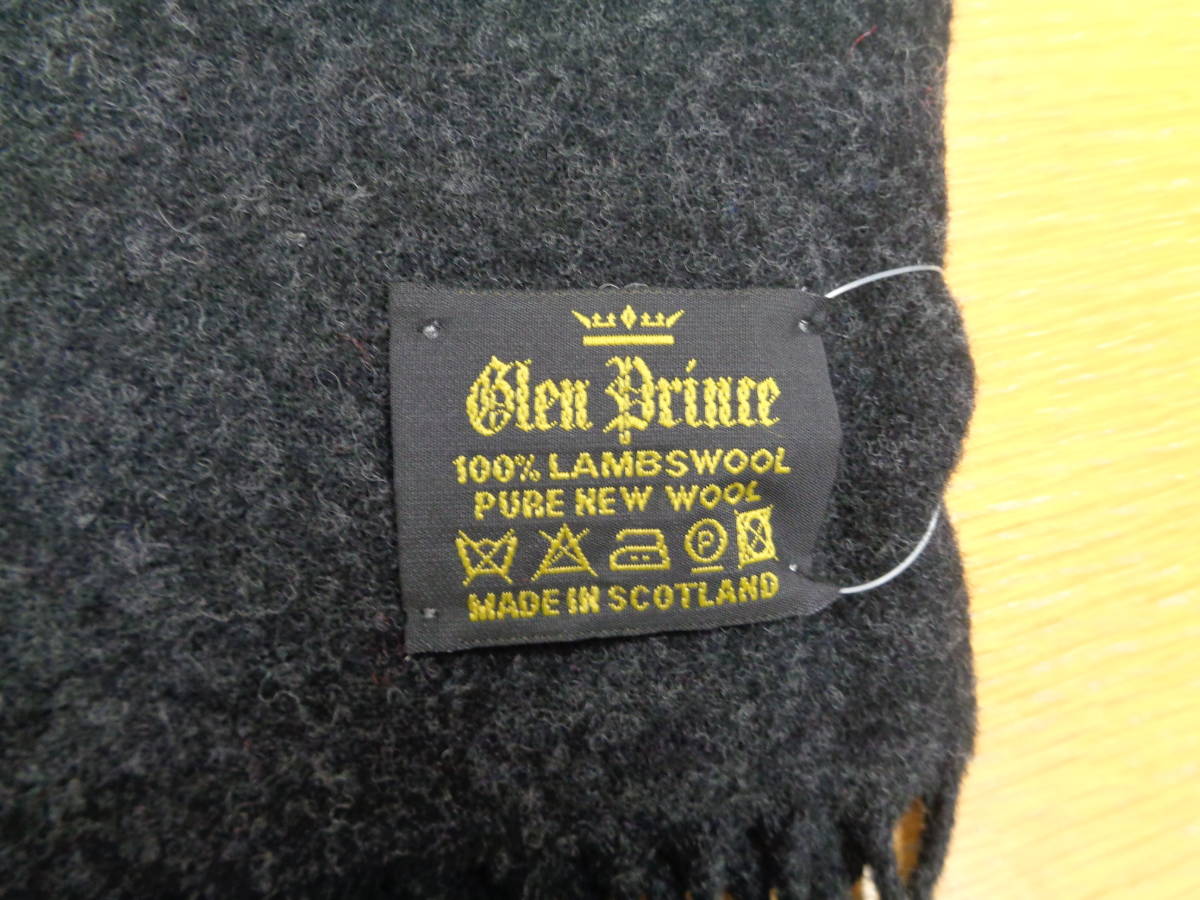 Glen Prince
100% LAMBSWOOL
PURE NEW WOOL
P
MADE IN SCOTLAND